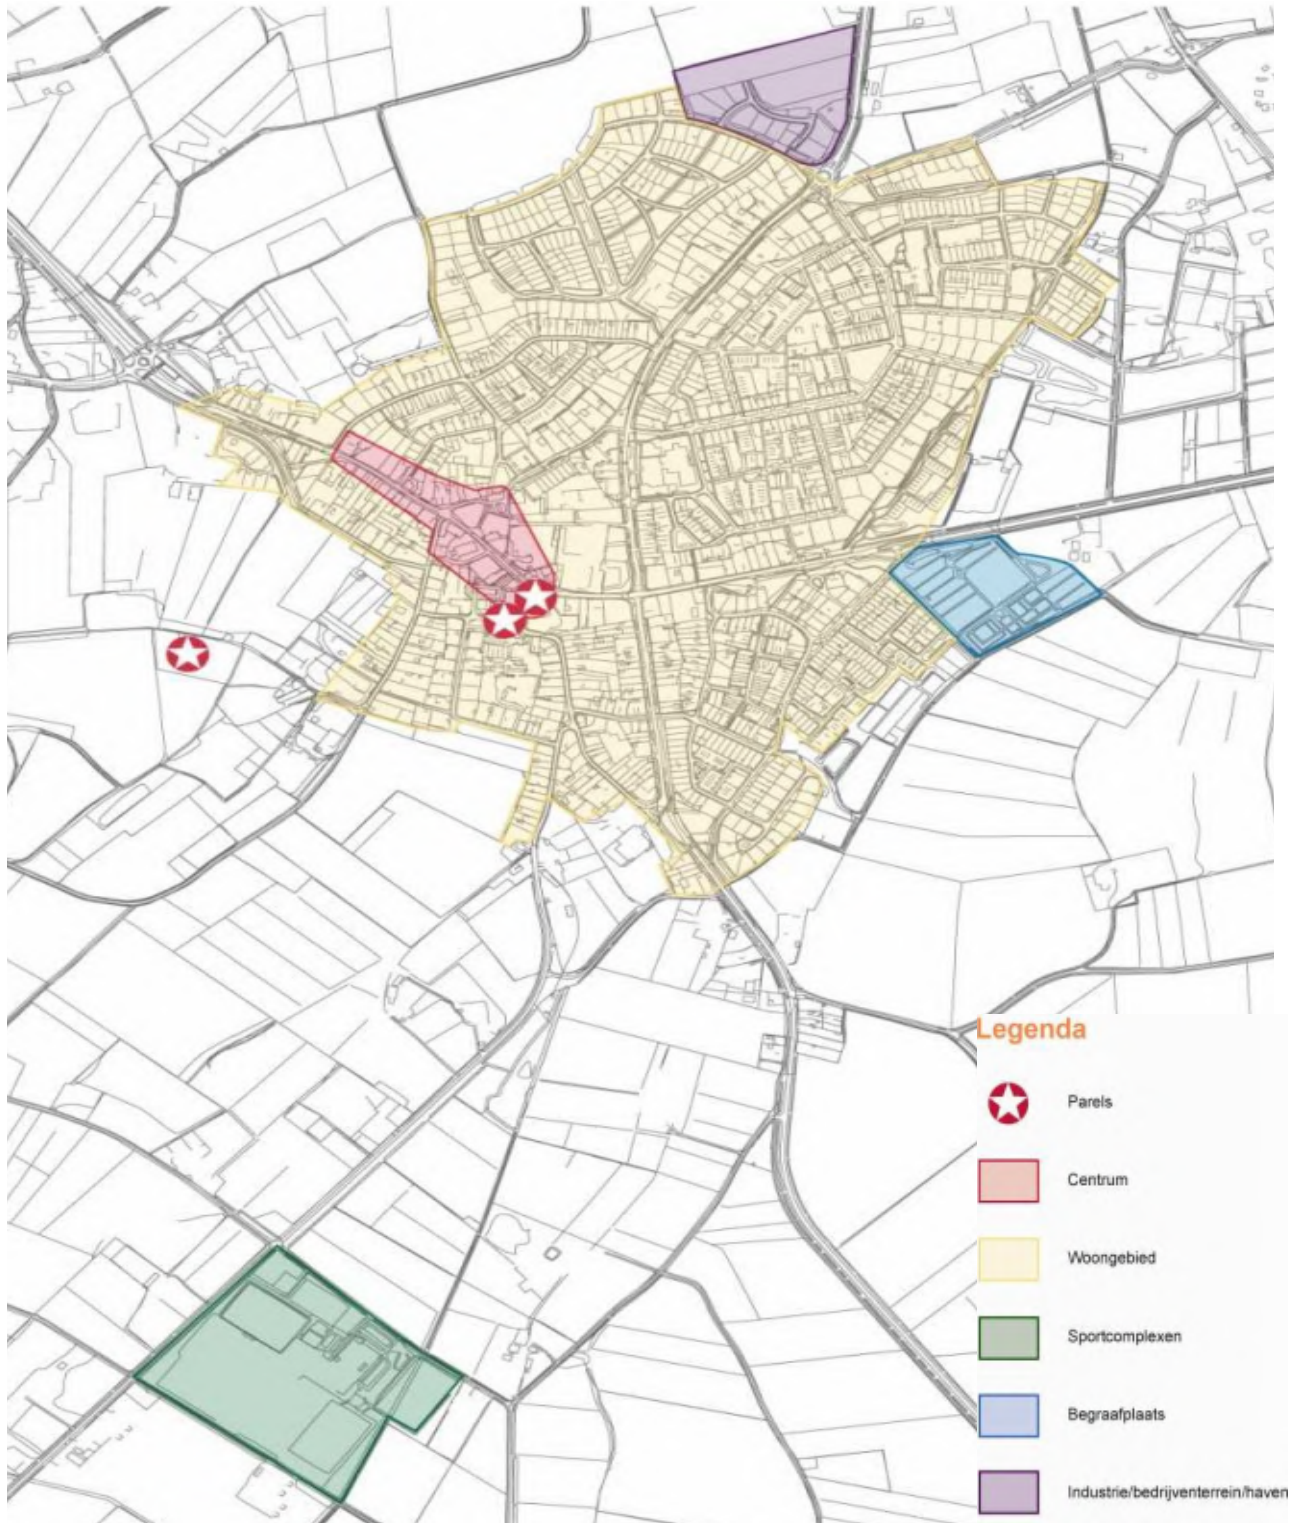 Legenda
Parels
Centrum
Woongebied
Sportcomplexen
Begraafplaats
Industrie/bedrijventerrein/haven